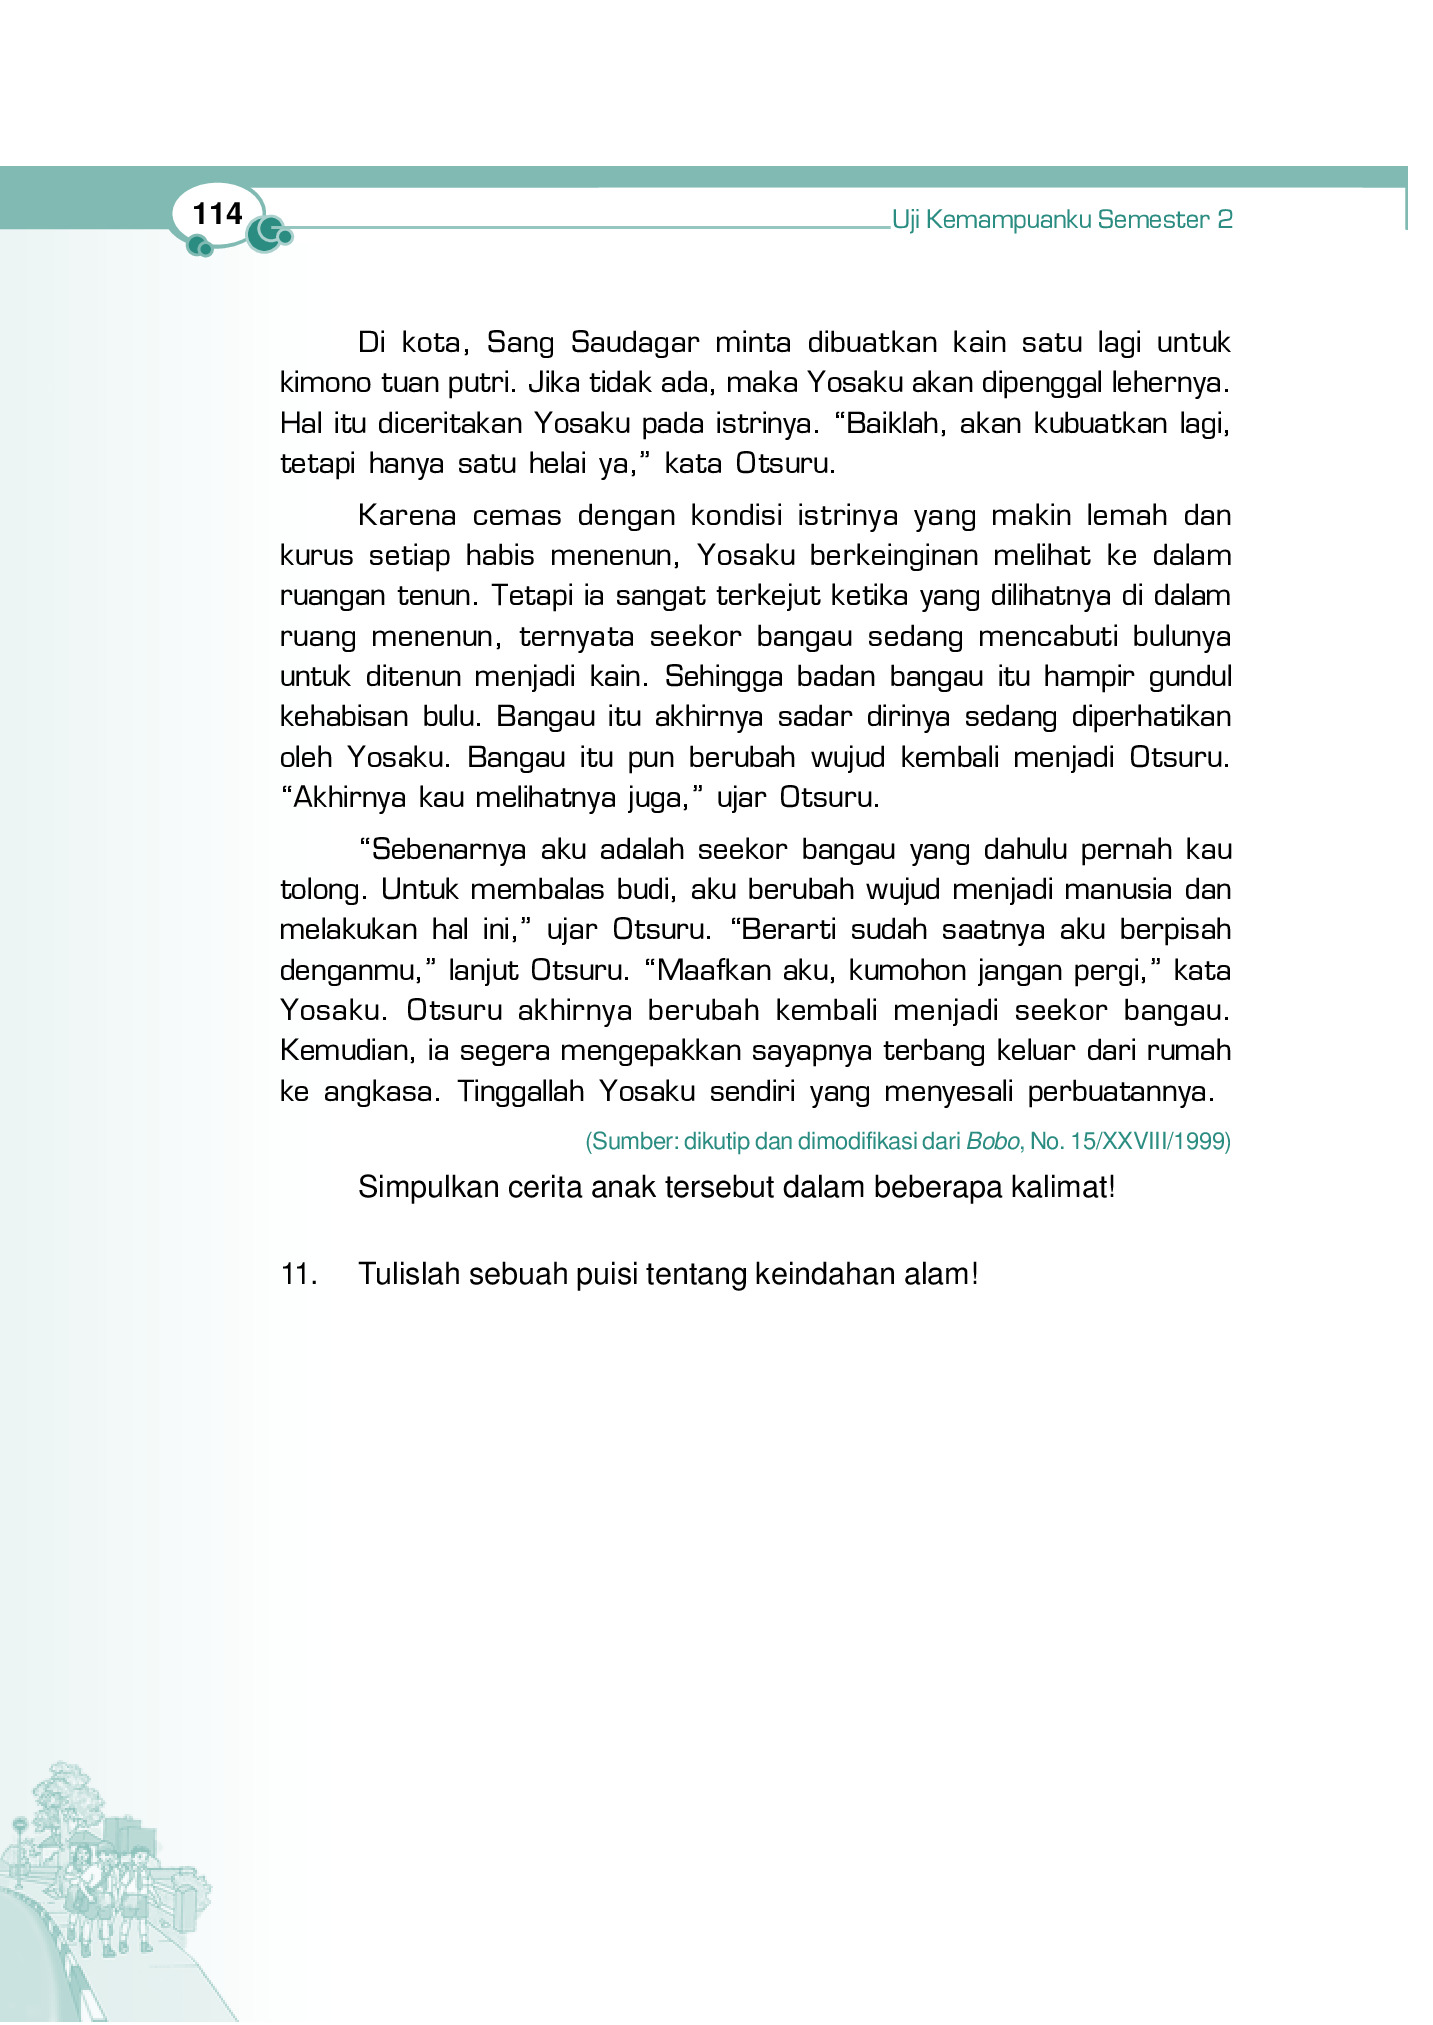 114
Uji Kemampuanku Semester 2
Di kota, Sang Saudagar minta dibuatkan kain satu lagi untuk
kimono tuan putri. Jika tidak ada, maka Yosaku akan dipenggal lehernya.
Hal itu diceritakan Yosaku pada istrinya. “Baiklah, akan kubuatkan lagi,
tetapi hanya satu helai ya,” kata Otsuru.
Karena cemas dengan kondisi istrinya yang makin lemah dan
kurus setiap habis menenun, Yosaku berkeinginan melihat ke dalam
ruangan tenun. Tetapi ia sangat terkejut ketika yang dilihatnya di dalam
ruang menenun, ternyata seekor bangau sedang mencabuti bulunya
untuk ditenun menjadi kain. Sehingga badan bangau itu hampir gundul
kehabisan bulu. Bangau itu akhirnya sadar dirinya sedang diperhatikan
oleh Yosaku. Bangau itu pun berubah wujud kembali menjadi Otsuru.
“Akhirnya kau melihatnya juga,” ujar Otsuru.
“Sebenarnya aku adalah seekor bangau yang dahulu pernah kau
tolong. Untuk membalas budi, aku berubah wujud menjadi manusia dan
melakukan hal ini,” ujar Otsuru. “Berarti sudah saatnya aku berpisah
denganmu,” lanjut Otsuru. “Maafkan aku, kumohon jangan pergi,” kata
Yosaku. Otsuru akhirnya berubah kembali menjadi seekor bangau.
Kemudian, ia segera mengepakkan sayapnya terbang keluar dari rumah
ke angkasa. Tinggallah Yosaku sendiri yang menyesali perbuatannya.
(Sumber: dikutip dan dimodifikasi dari Bobo, No. 15/XXVIII/1999)
Simpulkan cerita anak tersebut dalam beberapa kalimat!
11. Tulislah sebuah puisi tentang keindahan alam!